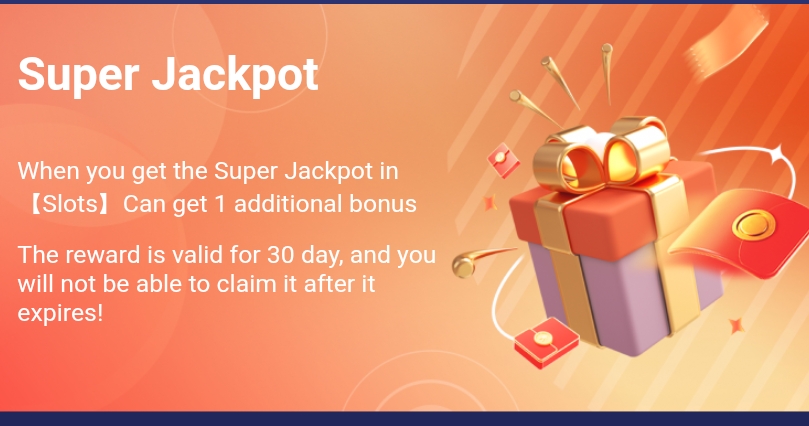 Super Jackpot
When you get the Super Jackpot in
【Slots】 Can get 1 additional bonus
The reward is valid for 30 day, and you
will not be able to claim it after it
expires!